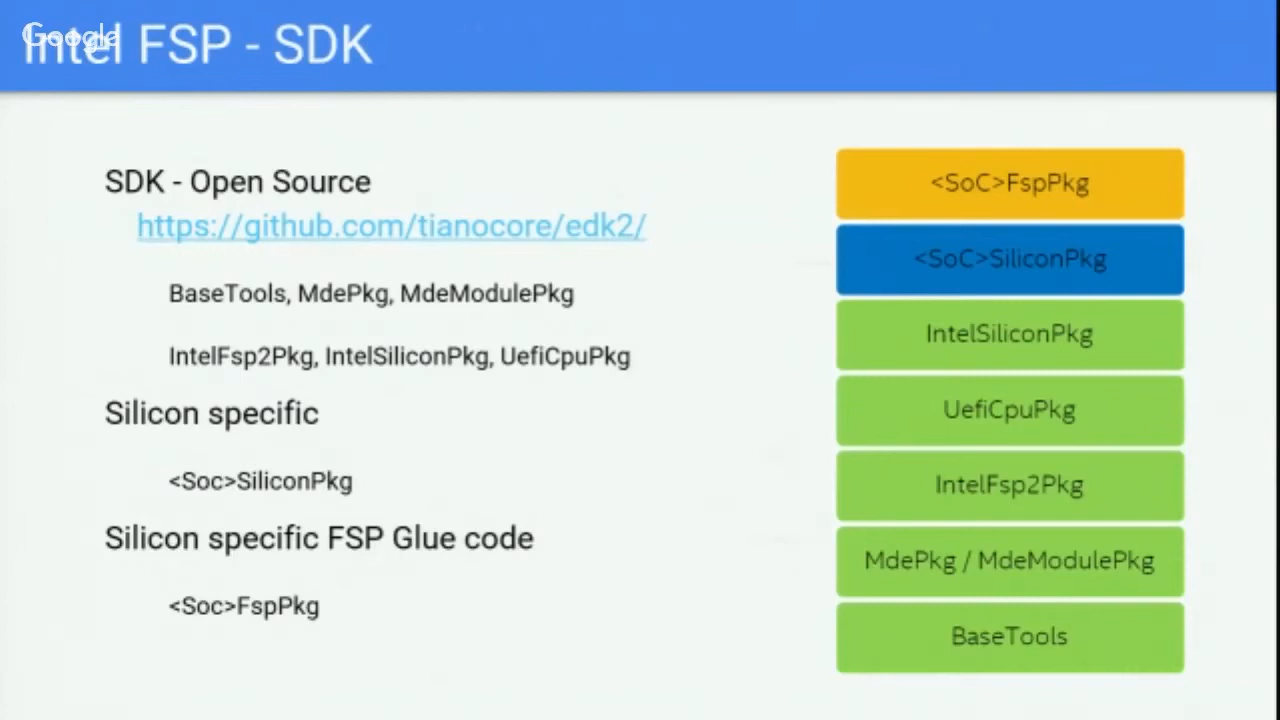 Google
Intel FSP - SDK
SDK - Open Source
https://github.com/tianocore/edk2/
BaseTools, MdePkg, MdeModulePkg
IntelFsp2Pkg, IntelSiliconPkg, UefiCpuPkg
Silicon specific
<Soc>SiliconPkg
Silicon specific FSP Glue code
<Soc>FspPkg
<SoC>FspPkg
<SoC>SiliconPkg
IntelSiliconPkg
UefiCpuPkg
IntelFsp2Pkg
MdePkg / MdeModulePkg
BaseTools